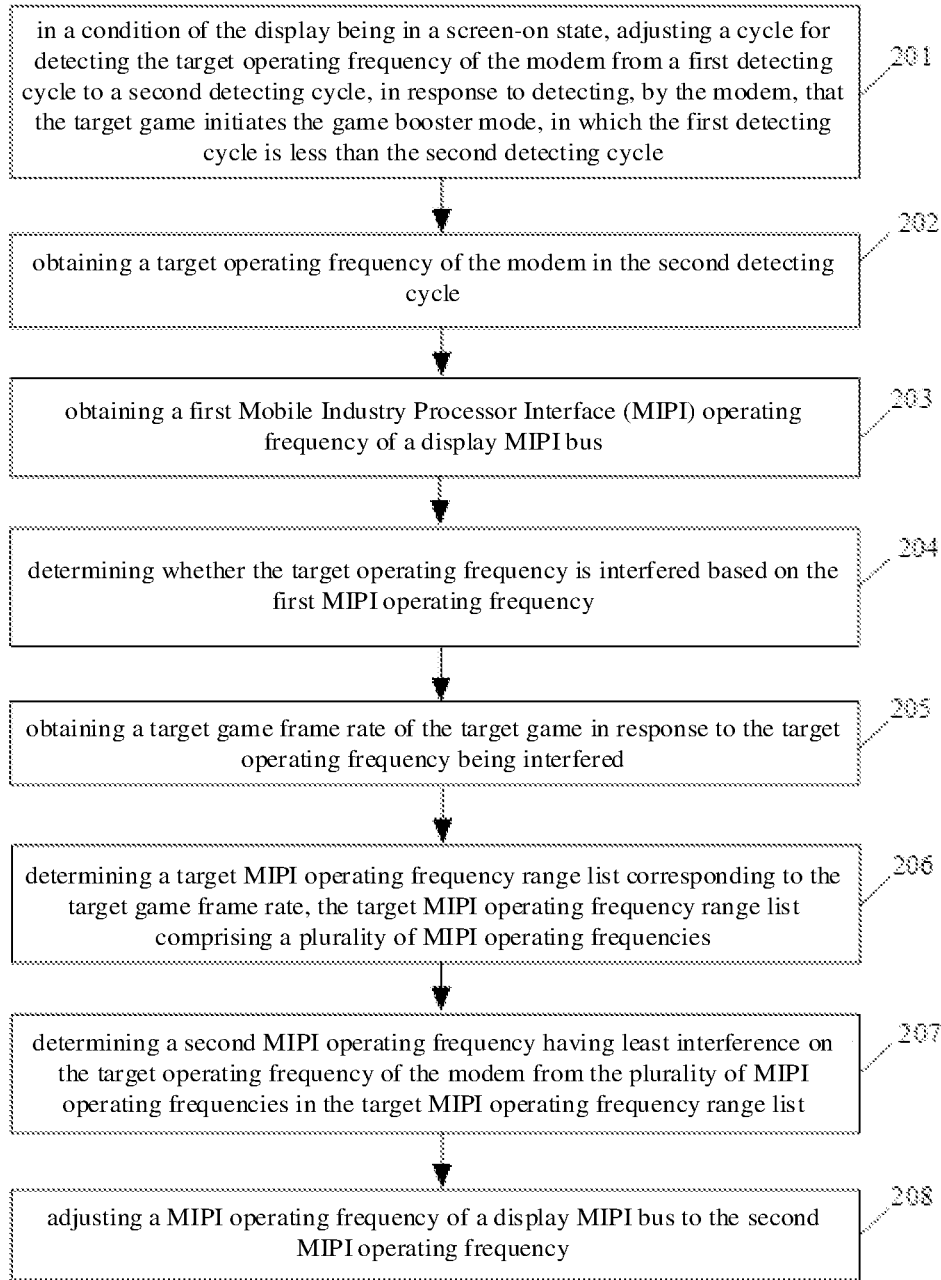 in a condition of the display being in a screen-on state, adjusting a cycle for
detecting the target operating frequency of the modem from a first detecting
cycle to a second detecting cycle, in response to detecting, by the modem, that
the target game initiates the game booster mode, in which the first detecting
cycle is less than the second detecting cycle
201
202
obtaining a target operating frequency of the modem in the second detecting
cycle
203
obtaining a first Mobile Industry Processor Interface (MIPI) operating
frequency of a display MIPI bus
204
determining whether the target operating frequency is interfered based on the
first MIPI operating frequency
205
obtaining a target game frame rate of the target game in response to the target
operating frequency being interfered
206
determining a target MIPI operating frequency range list corresponding to the
target game frame rate, the target MIPI operating frequency range list
comprising a plurality of MIPI operating frequencies
207
determining a second MIPI operating frequency having least interference on
the target operating frequency of the modem from the plurality of MIPI
operating frequencies in the target MIPI operating frequency range list
208
adjusting a MIPI operating frequency of a display MIPI bus to the second
MIPI operating frequency